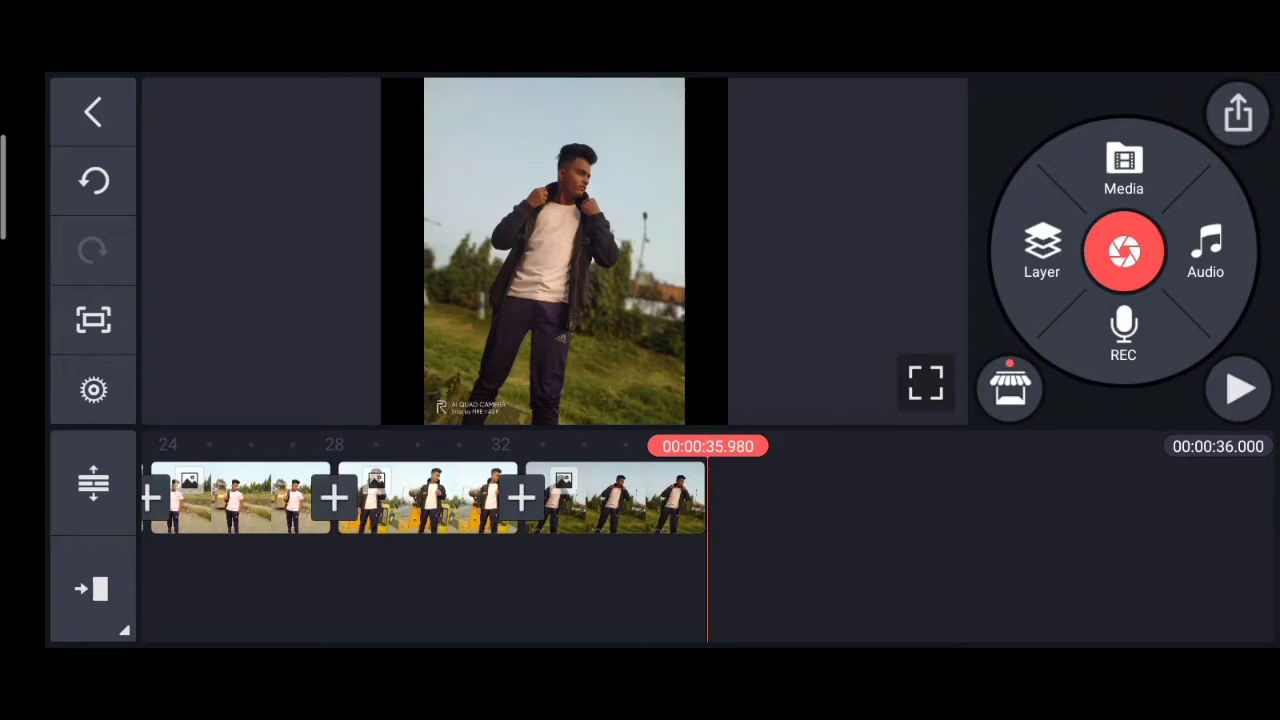 Media
Layer
Audio
REC
AI QUAD CAMERA
24
28
32
00:00:35.980
00:00:36.000